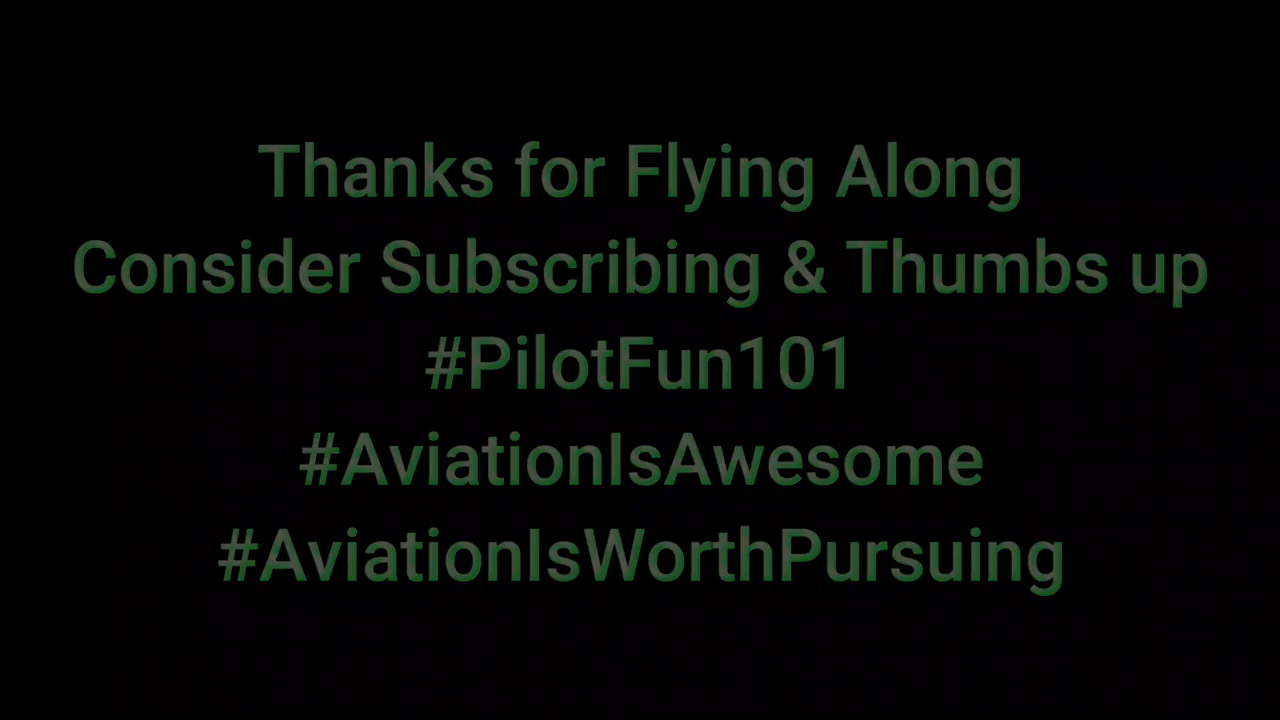 Thanks for Flying Along
Consider Subscribing & Thumbs up
#PilotFun101
#AviationIsAwesome
#AviationIsWorthPursuing